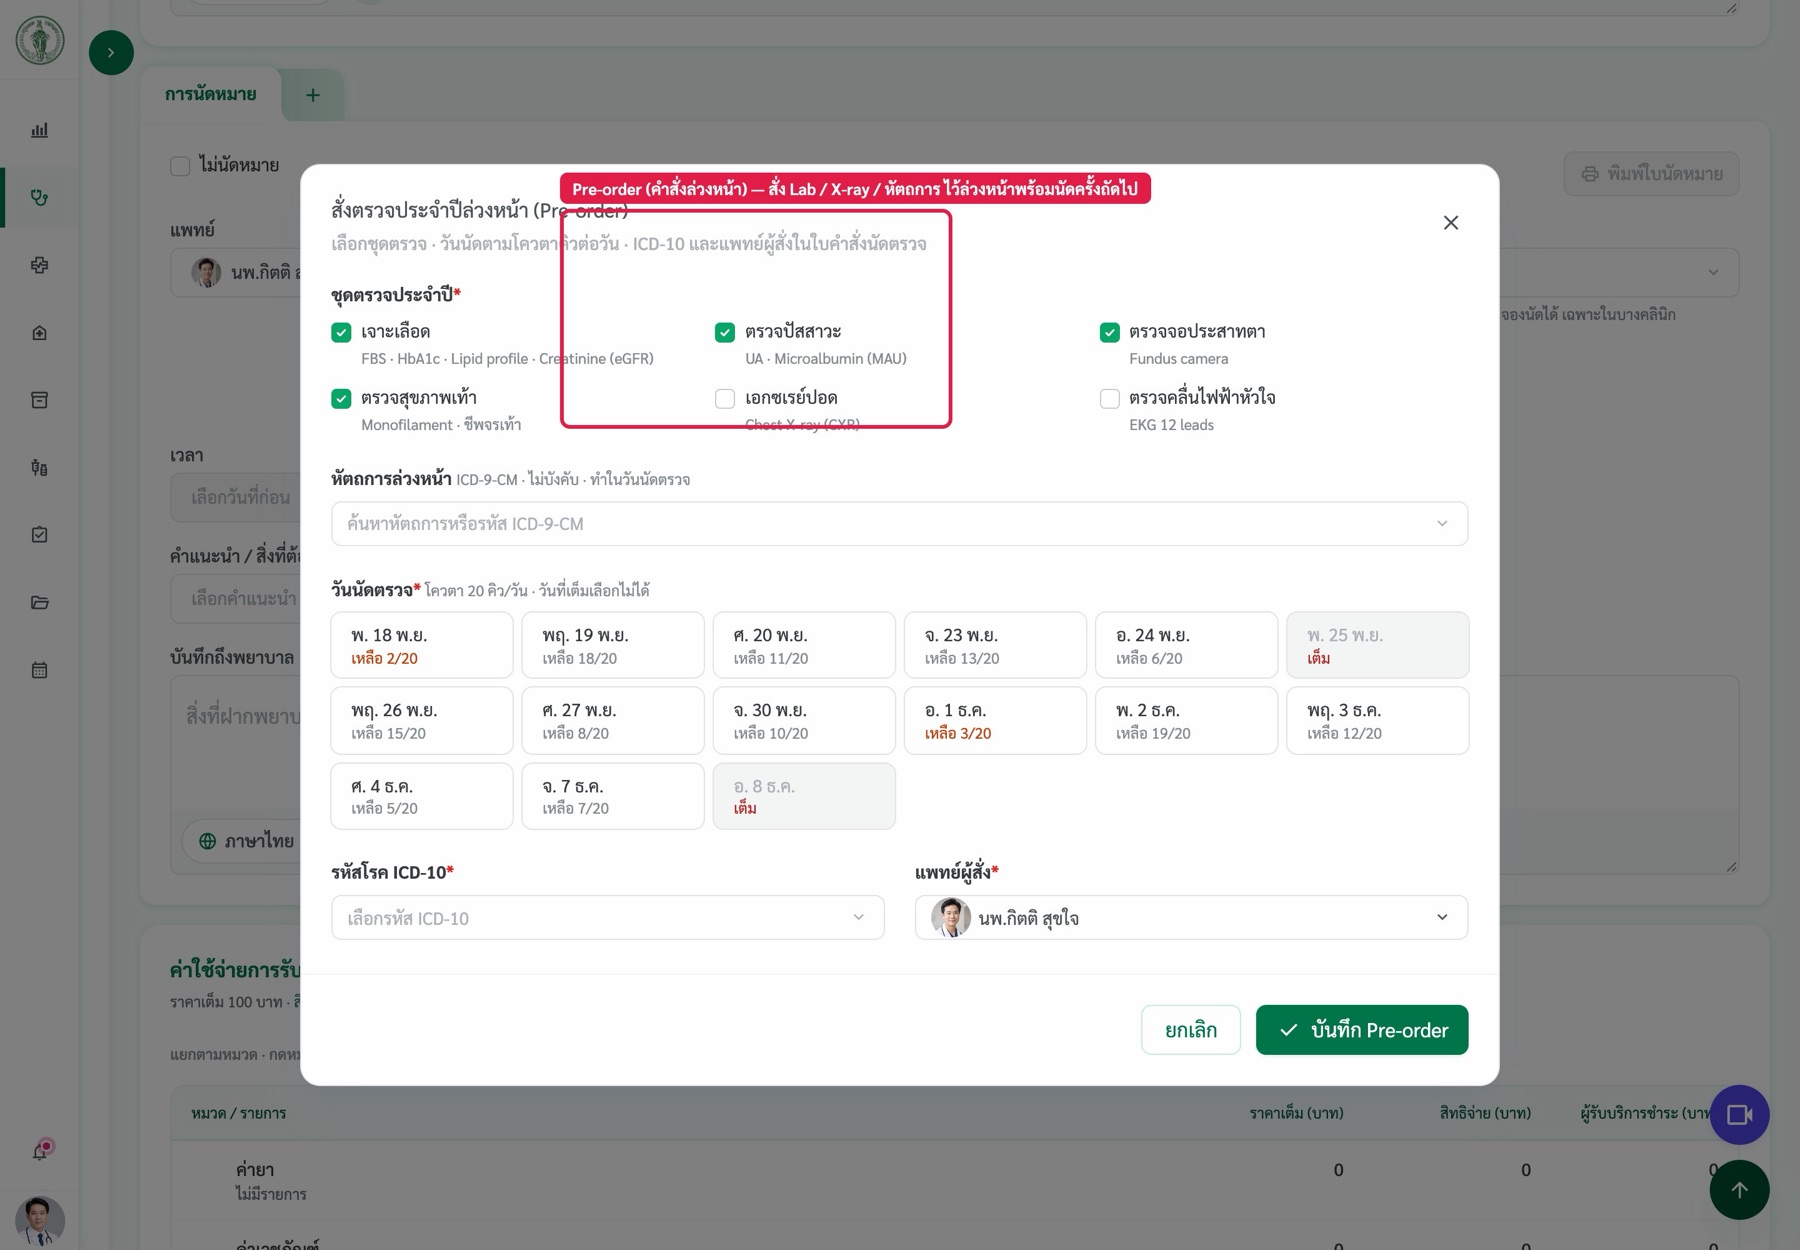 การนัดหมาย
+
ไม่นัดหมาย
พิมพ์ใบนัดหมาย
Pre-order (คำสั่งล่วงหน้า) — สั่ง Lab / X-ray / หัตถการ ไว้ล่วงหน้าพร้อมนัดครั้งถัดไป
สั่งตรวจประจำปีล่วงหน้า (Pre-order)
เลือกชุดตรวจ · วันนัดตามโควตาคิวต่อวัน · ICD-10 และแพทย์ผู้สั่งในใบคำสั่งนัดตรวจ
แพทย์
นพ.กิตติ
จองนัดได้ เฉพาะในบางคลินิก
ชุดตรวจประจำปี*
เจาะเลือด
FBS · HbA1c · Lipid profile · Creatinine (eGFR)
ตรวจปัสสาวะ
UA · Microalbumin (MAU)
ตรวจจอประสาทตา
Fundus camera
ตรวจสุขภาพเท้า
Monofilament · ชีพจรเท้า
เอกซเรย์ปอด
Chest X-ray (CXR)
ตรวจคลื่นไฟฟ้าหัวใจ
EKG 12 leads
เวลา
เลือกวันที่ก่อน
หัตถการล่วงหน้า ICD-9-CM · ไม่บังคับ · ทำในวันนัดตรวจ
ค้นหาหัตถการหรือรหัส ICD-9-CM
คำแนะนำ / สิ่งที่ต้
เลือกคำแนะนำ
วันนัดตรวจ* โควตา 20 คิว/วัน · วันที่เต็มเลือกไม่ได้
พ. 18 พ.ย.
เหลือ 2/20
พฤ. 19 พ.ย.
เหลือ 18/20
ศ. 20 พ.ย.
เหลือ 11/20
จ. 23 พ.ย.
เหลือ 13/20
อ. 24 พ.ย.
เหลือ 6/20
พ. 25 พ.ย.
เต็ม
พฤ. 26 พ.ย.
เหลือ 15/20
ศ. 27 พ.ย.
เหลือ 8/20
จ. 30 พ.ย.
เหลือ 10/20
อ. 1 ธ.ค.
เหลือ 3/20
พ. 2 ธ.ค.
เหลือ 19/20
พฤ. 3 ธ.ค.
เหลือ 12/20
ศ. 4 ธ.ค.
เหลือ 5/20
จ. 7 ธ.ค.
เหลือ 7/20
อ. 8 ธ.ค.
เต็ม
บันทึกถึงพยาบาล
สิ่งที่ฝากพยาบ
ภาษาไทย
รหัสโรค ICD-10*
เลือกรหัส ICD-10
แพทย์ผู้สั่ง*
นพ.กิตติ สุขใจ
ยกเลิก
บันทึก Pre-order
ค่าใช้จ่ายการรับ
ราคาเต็ม 100 บาท ·
แยกตามหมวด · กดห
หมวด / รายการ
ราคาเต็ม (บาท)
สิทธิจ่าย (บาท)
ผู้รับบริการชำระ (บาท
ค่ายา
ไม่มีรายการ
0
0
0
ค่าเวชภัณฑ์
0
0
0